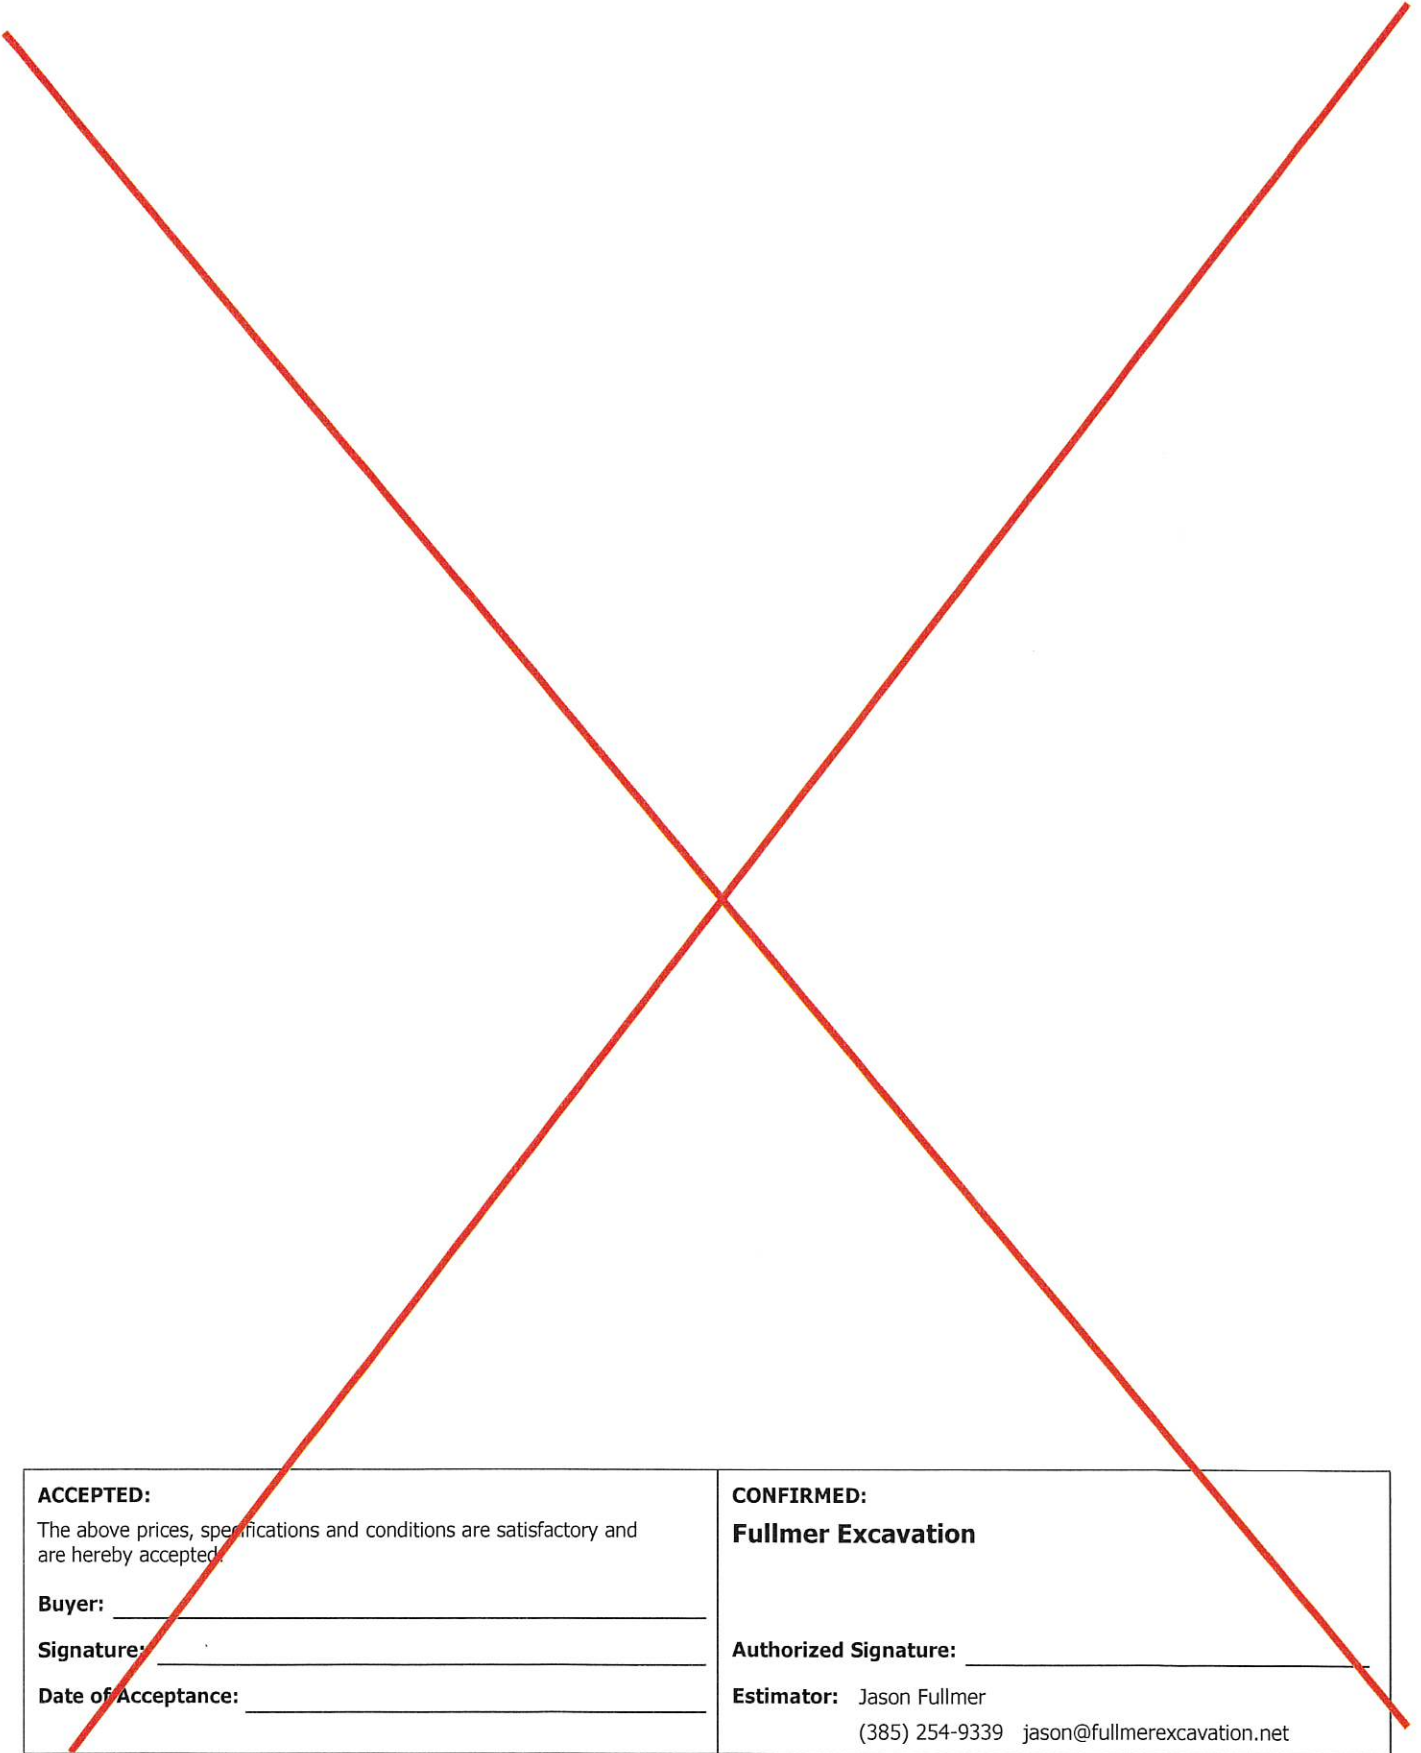 ACCEPTED:
The above prices, specifications and conditions are satisfactory and
are hereby accepted.
Buyer:
Signature:
Date of Acceptance:
CONFIRMED:
Fullmer Excavation
Authorized Signature:
Estimator: Jason Fullmer
(385) 254-9339 jason@fullmerexcavation.net